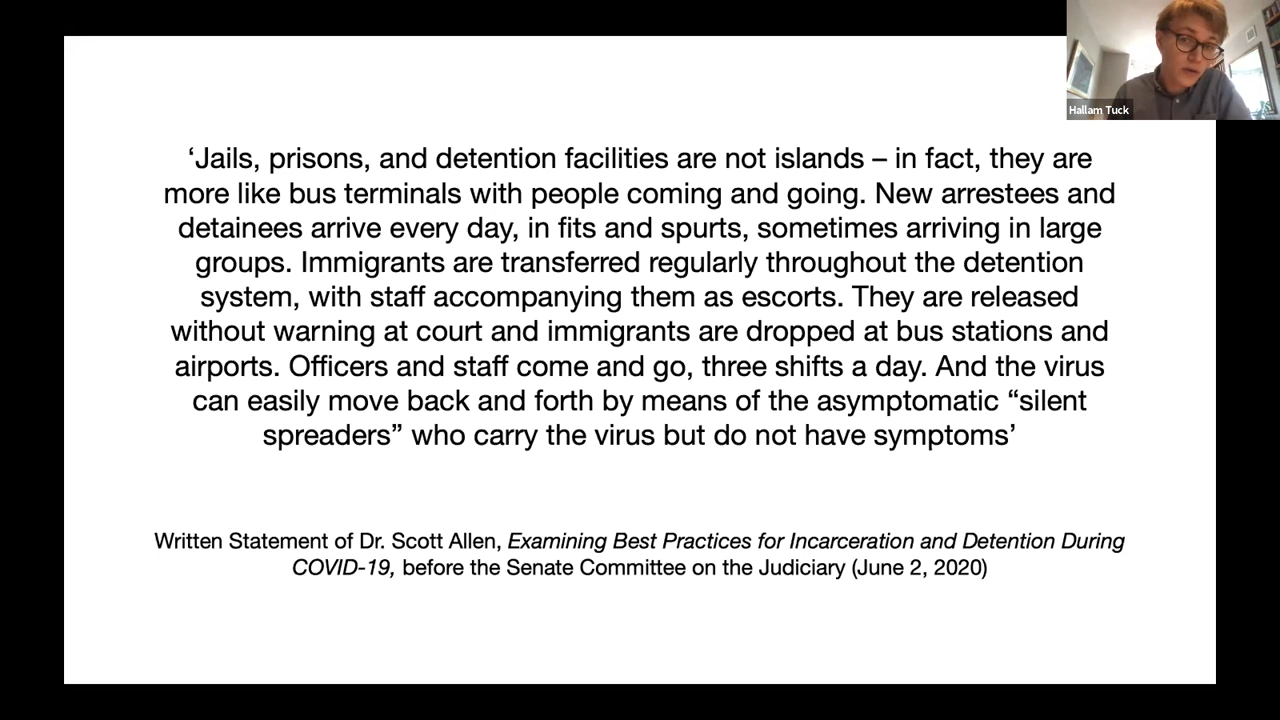 Hallam Tuck
‘Jails, prisons, and detention facilities are not islands – in fact, they are
more like bus terminals with people coming and going. New arrestees and
detainees arrive every day, in fits and spurts, sometimes arriving in large
groups. Immigrants are transferred regularly throughout the detention
system, with staff accompanying them as escorts. They are released
without warning at court and immigrants are dropped at bus stations and
airports. Officers and staff come and go, three shifts a day. And the virus
can easily move back and forth by means of the asymptomatic “silent
spreaders” who carry the virus but do not have symptoms’
Written Statement of Dr. Scott Allen, Examining Best Practices for Incarceration and Detention During
COVID-19, before the Senate Committee on the Judiciary (June 2, 2020)